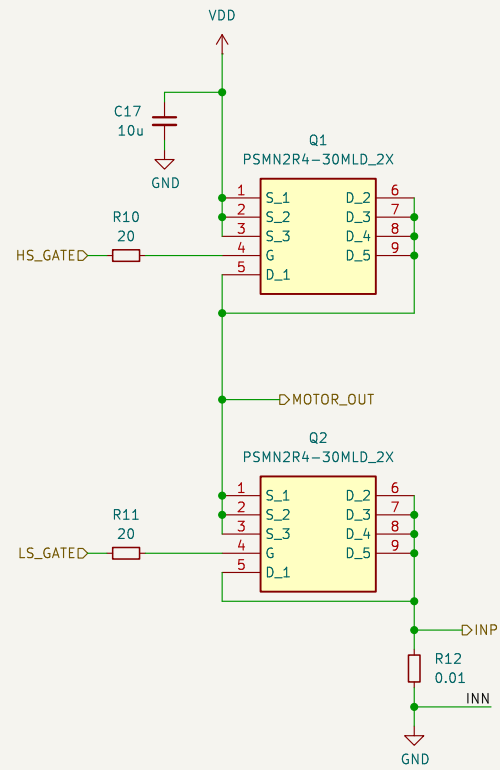 VDD
C17
10u
GND
Q1
PSMN2R4-30MLD_2X
1 S_1 D_2 6
2 S_2 D_3 7
3 S_3 D_4 8
4 G D_5 9
5 D_1
R10
20
HS_GATE
MOTOR_OUT
Q2
PSMN2R4-30MLD_2X
1 S_1 D_2 6
2 S_2 D_3 7
3 S_3 D_4 8
4 G D_5 9
5 D_1
R11
20
LS_GATE
INP
R12
0.01
INN
GND